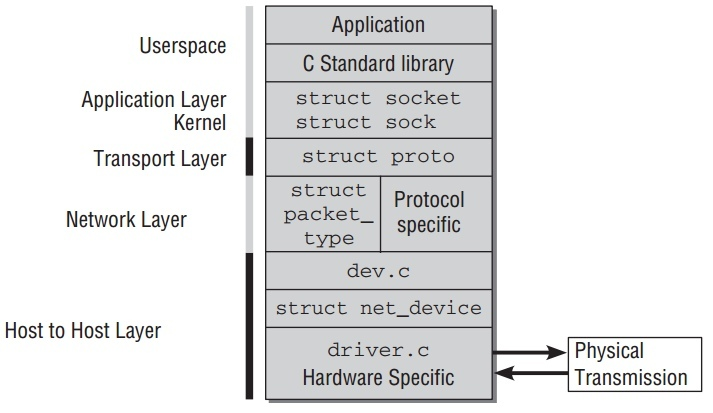 Application
Userspace
C Standard library
Application Layer
Kernel
struct socket
struct sock
Transport Layer
struct proto
Network Layer
struct
packet_
type
Protocol
specific
dev.c
struct net_device
Host to Host Layer
driver.c
Hardware Specific
Physical
Transmission